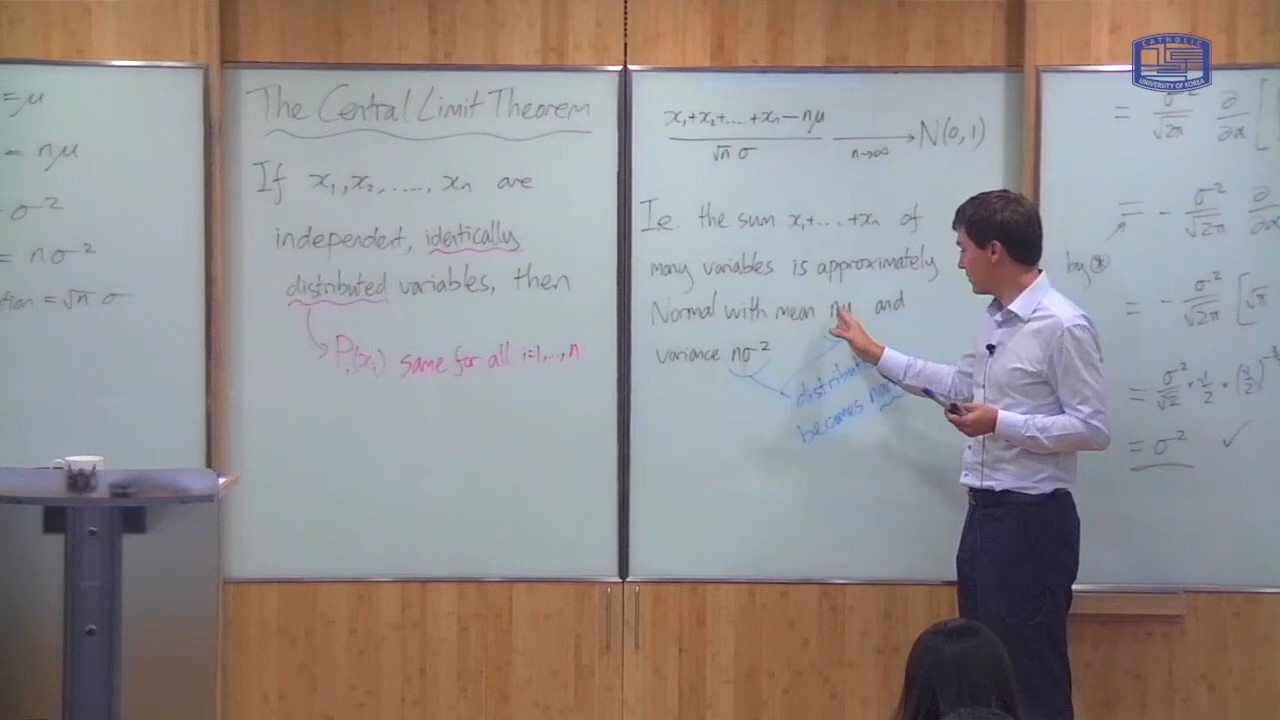 = μ
= nμ
σ²
= nσ²
= √n σ
The Central Limit Theorem
If x₁, x₂, ...., xₙ are
independent, identically
distributed variables, then
Pᵢ(xᵢ) same for all i=1,...,n
x₁+x₂+...+xₙ-nμ
√n σ
n→∞
N(0,1)
Ie. the sum x₁+...+xₙ of
many variables is approximately
Normal with mean nμ and
variance nσ²
becomes
CATHOLIC
UNIVERSITY OF KOREA
= σ²/√2π ∂/∂α [
= - σ²/√2π ∂/∂α
by ⊛
= - σ²/√2π [√π
= σ²/√2 × 1/2 ×
= σ² ✓